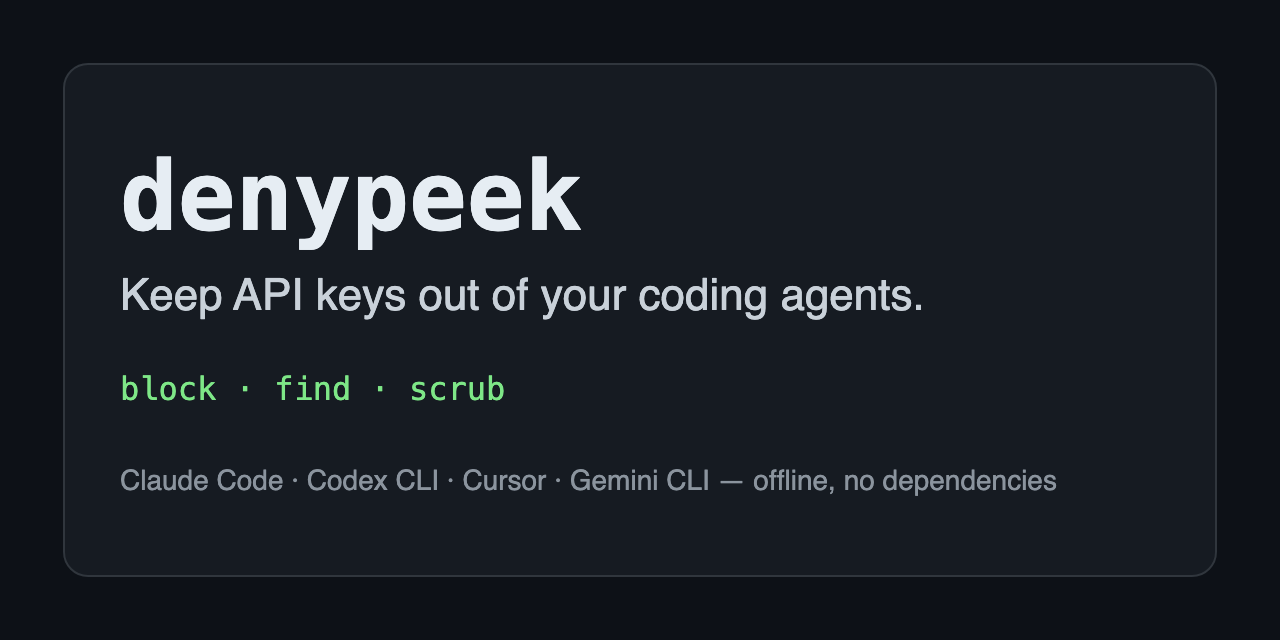 denypeek
Keep API keys out of your coding agents.
block · find · scrub
Claude Code · Codex CLI · Cursor · Gemini CLI — offline, no dependencies